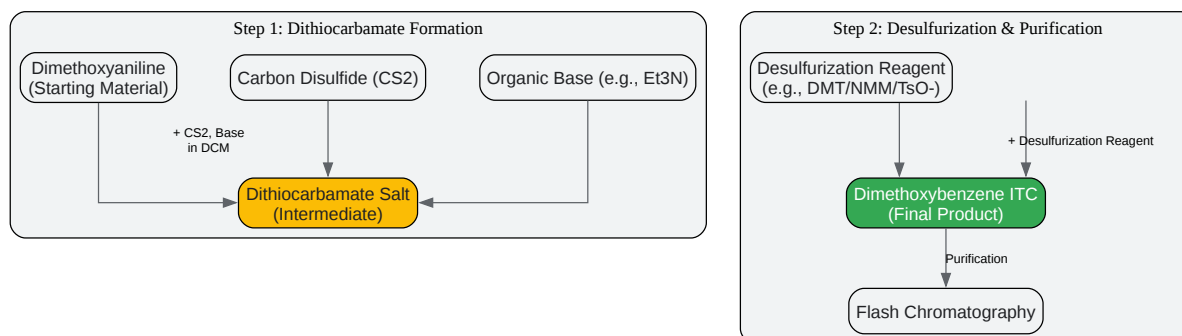 Step 1: Dithiocarbamate Formation
Dimethoxyaniline
(Starting Material)
Carbon Disulfide (CS2)
Organic Base (e.g., Et3N)
+ CS2, Base
in DCM
Dithiocarbamate Salt
(Intermediate)
Step 2: Desulfurization & Purification
Desulfurization Reagent
(e.g., DMT/NMM/TsO-)
+ Desulfurization Reagent
Dimethoxybenzene ITC
(Final Product)
Purification
Flash Chromatography